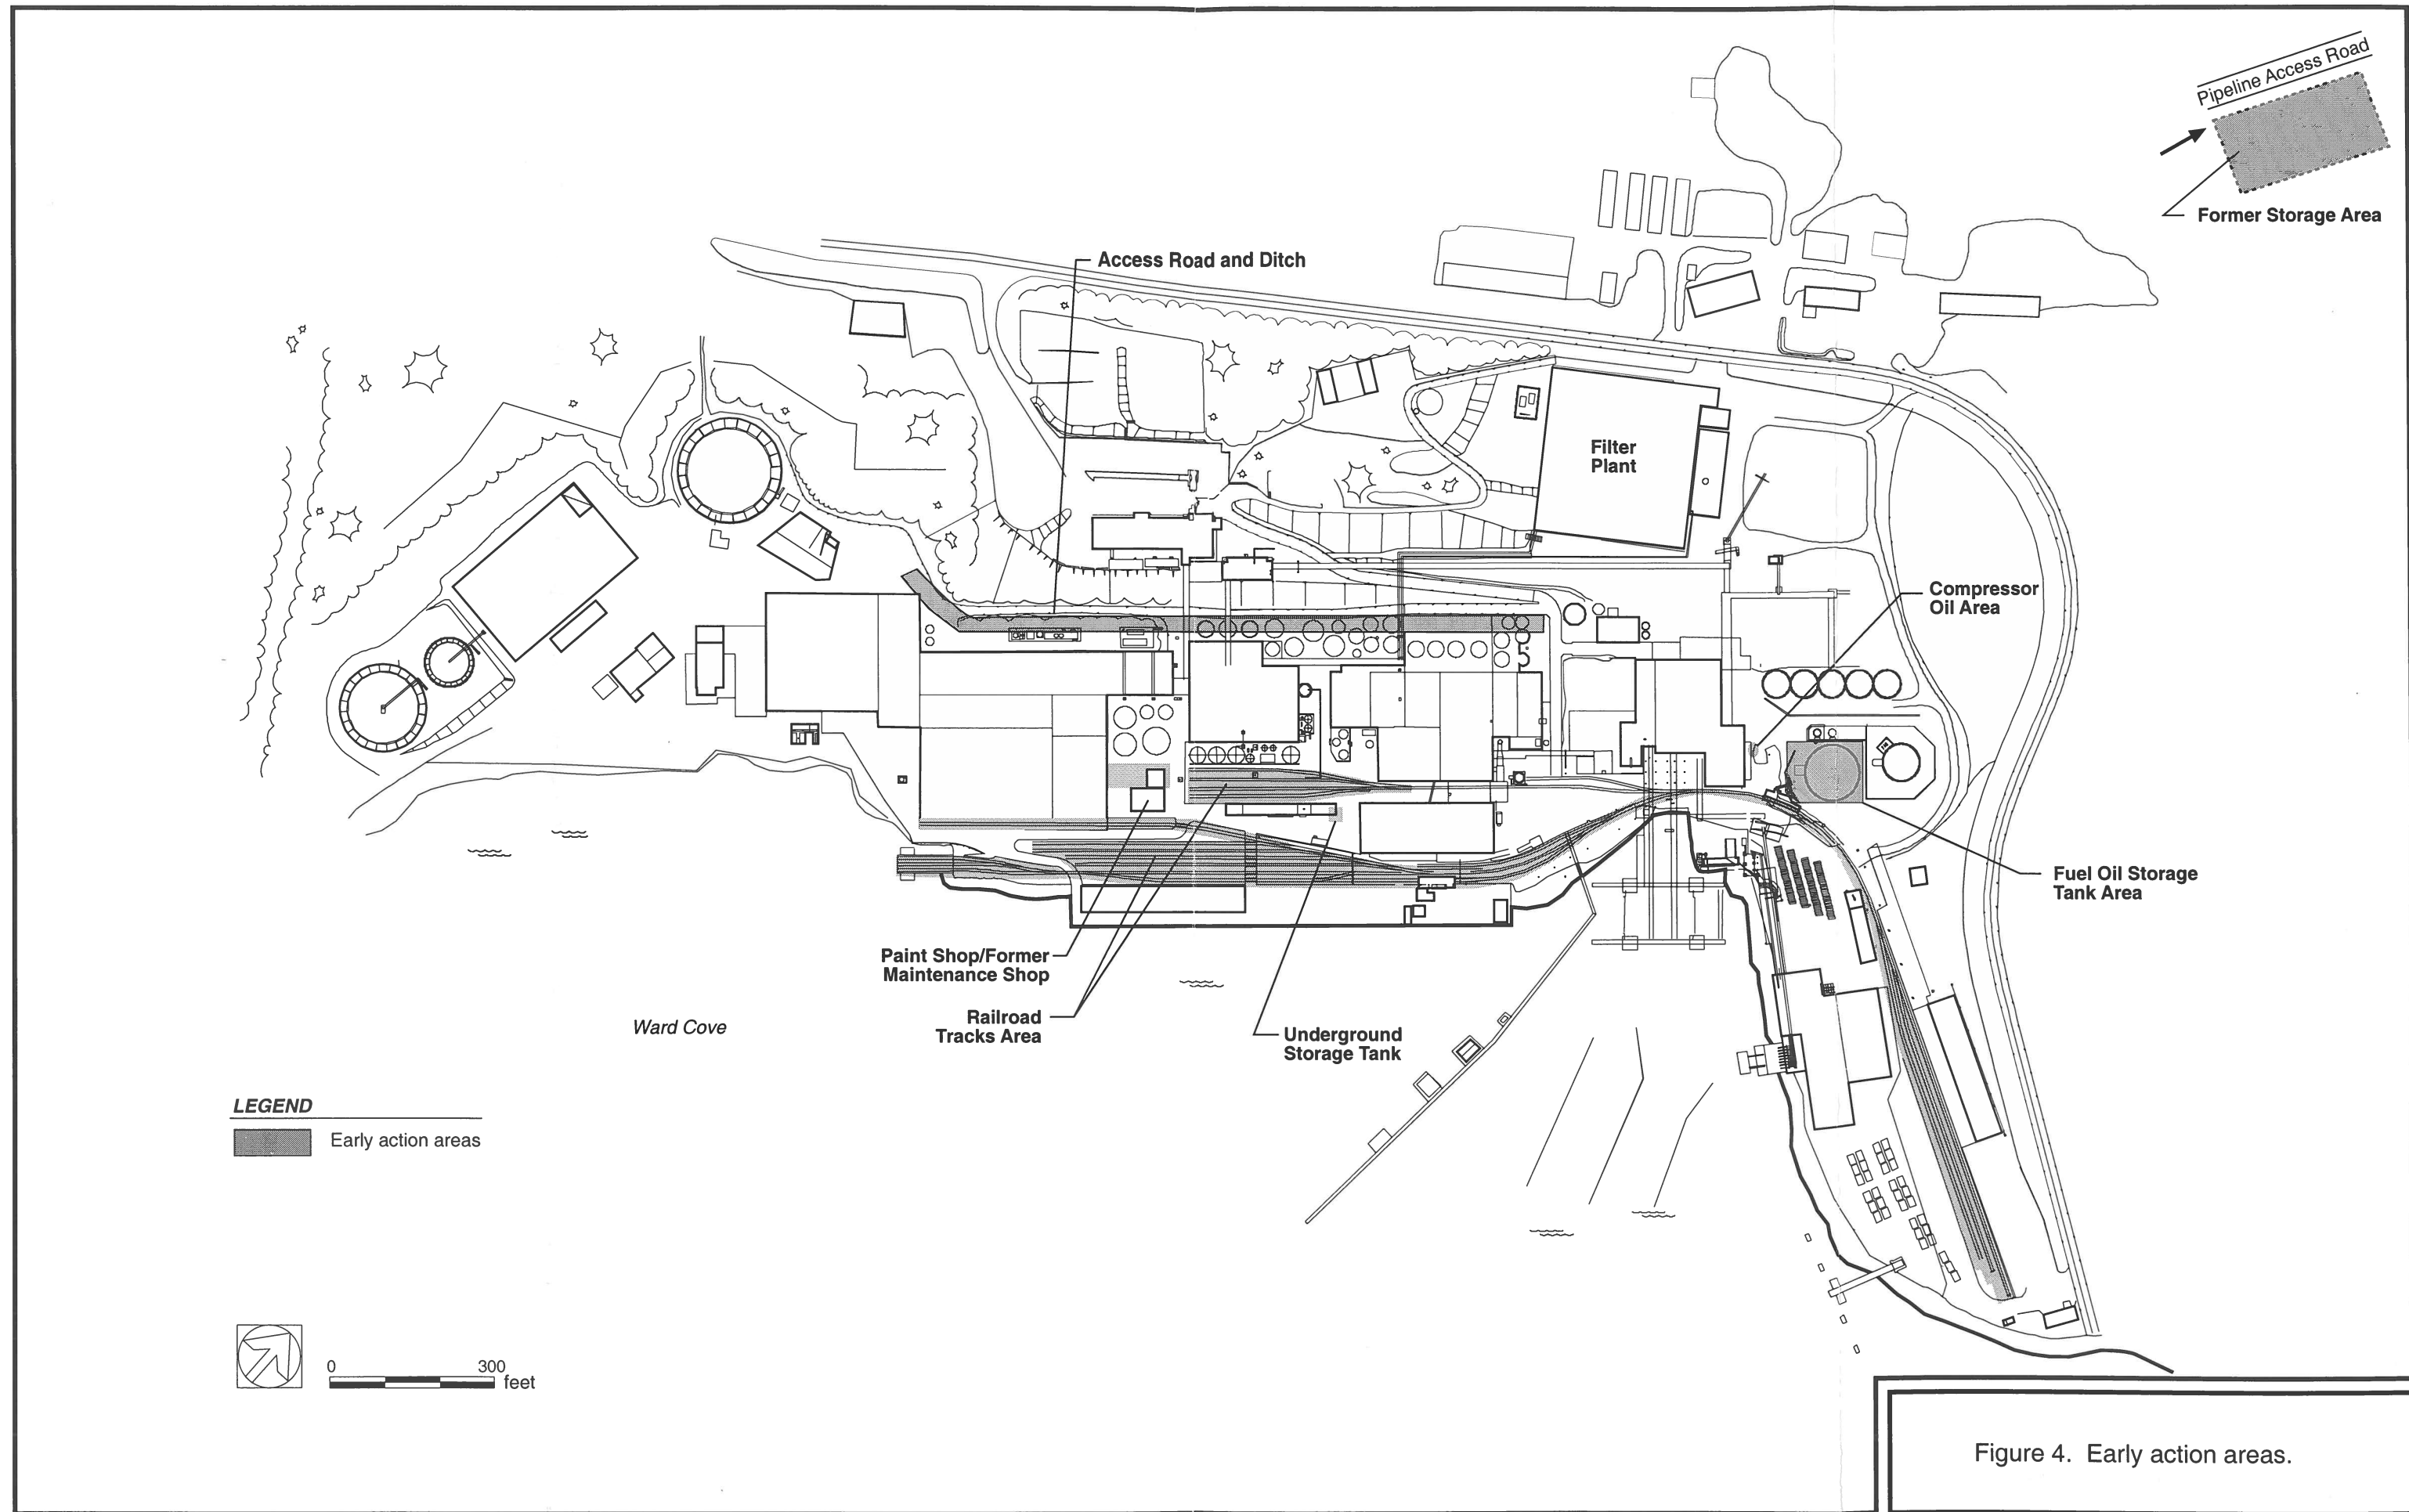 Pipeline Access Road
Former Storage Area
Access Road and Ditch
Filter
Plant
Compressor
Oil Area
Fuel Oil Storage
Tank Area
Paint Shop/Former
Maintenance Shop
Railroad
Tracks Area
Underground
Storage Tank
Ward Cove
LEGEND
Early action areas
0 300
feet
Figure 4. Early action areas.